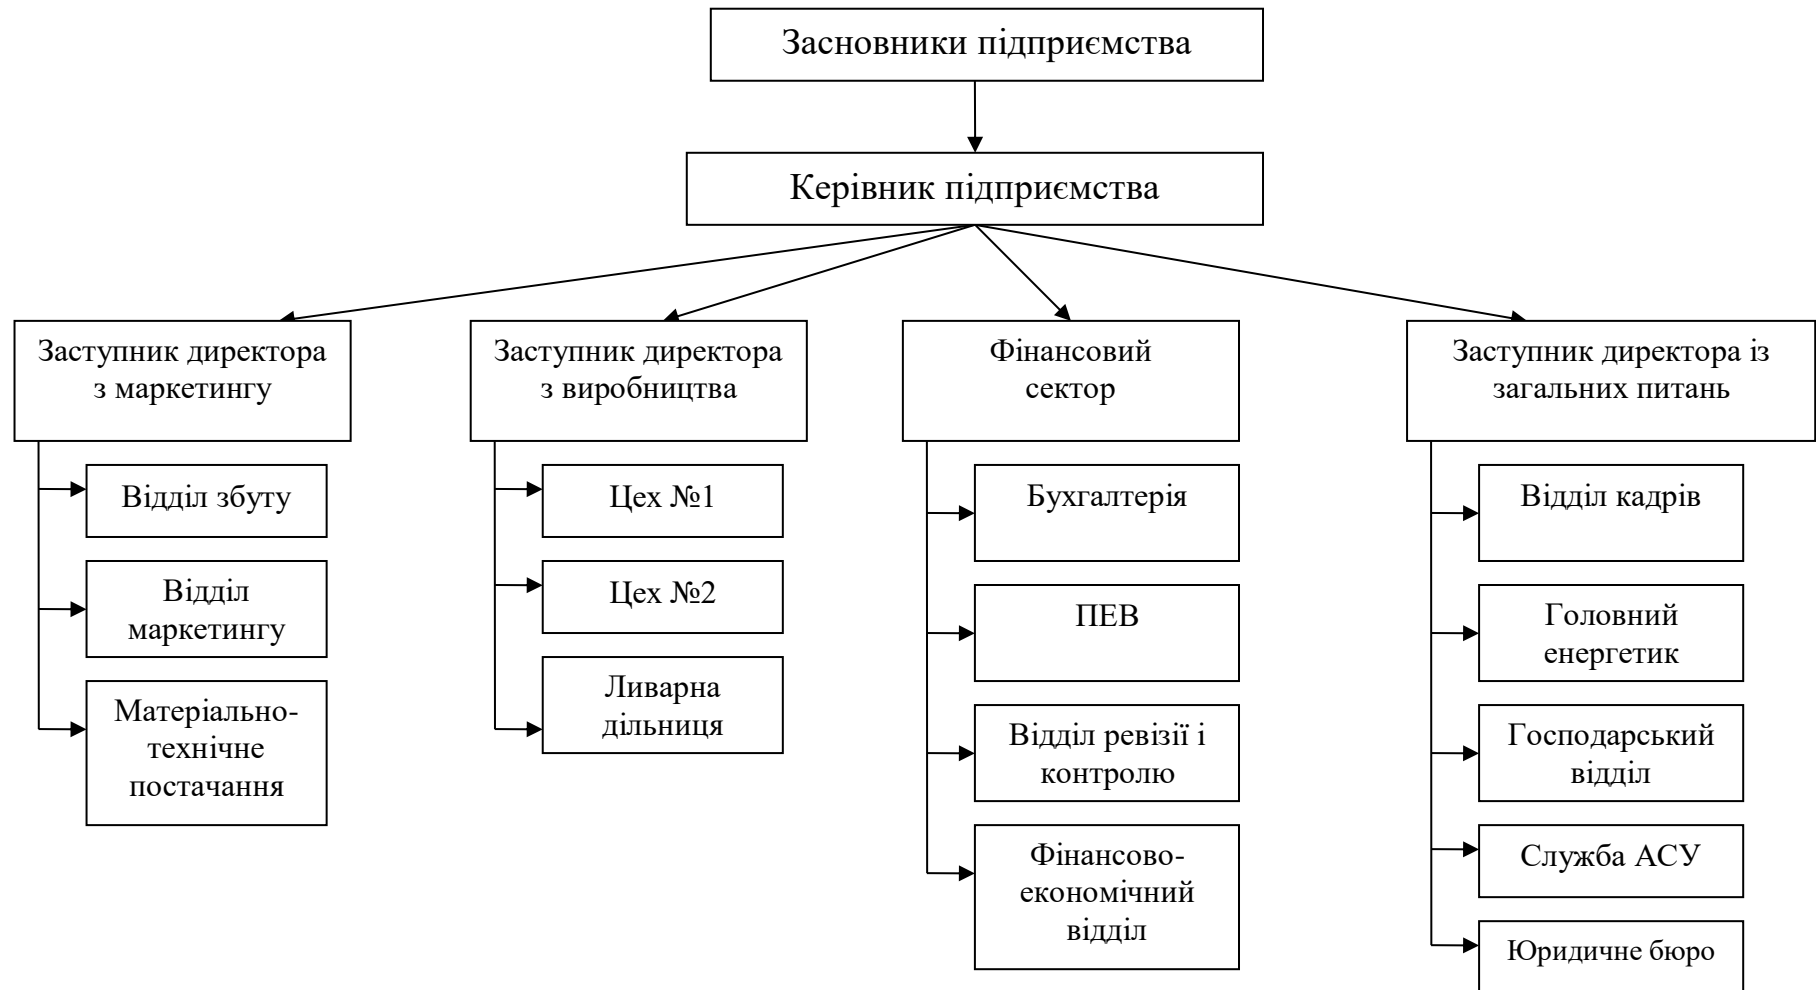 Засновники підприємства
Керівник підприємства
Заступник директора
з маркетингу
Відділ збуту
Відділ
маркетингу
Матеріально-
технічне
постачання
Заступник директора
з виробництва
Цех №1
Цех №2
Ливарна
дільниця
Фінансовий
сектор
Бухгалтерія
ПЕВ
Відділ ревізії і
контролю
Фінансово-
економічний
відділ
Заступник директора із
загальних питань
Відділ кадрів
Головний
енергетик
Господарський
відділ
Служба АСУ
Юридичне бюро